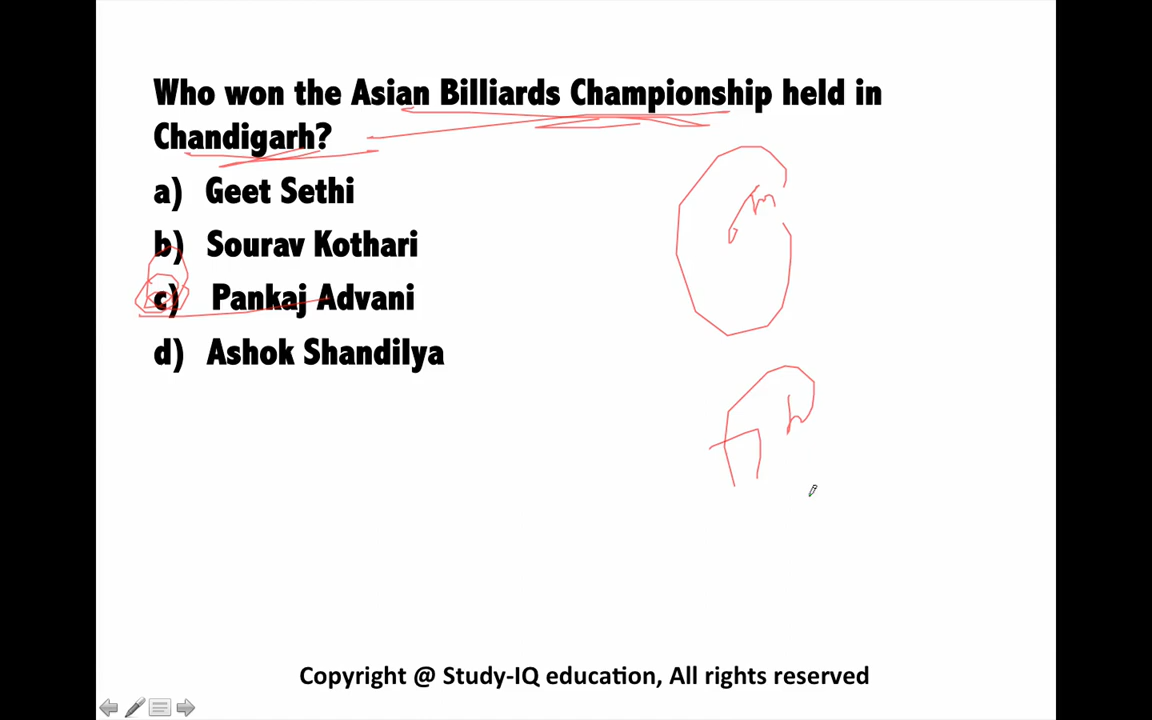 Who won the Asian Billiards Championship held in
Chandigarh?
a) Geet Sethi
b) Sourav Kothari
c) Pankaj Advani
d) Ashok Shandilya
Copyright @ Study-IQ education, All rights reserved